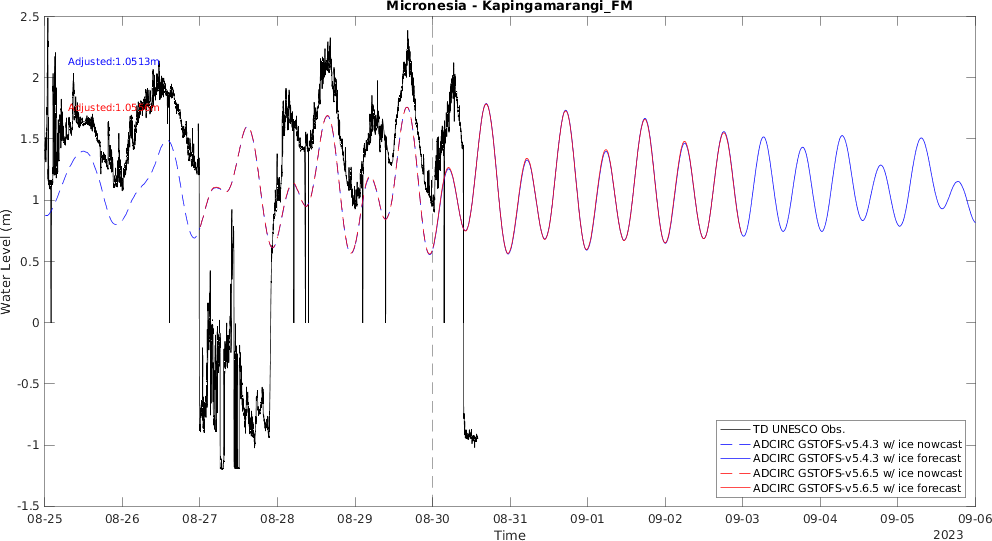 Micronesia - Kapingamarangi_FM
2.5
2
1.5
1
0.5
0
-0.5
-1
-1.5
Water Level (m)
Adjusted:1.0513m
TD UNESCO Obs.
ADCIRC GSTOFS-v5.4.3 w/ ice nowcast
ADCIRC GSTOFS-v5.4.3 w/ ice forecast
ADCIRC GSTOFS-v5.6.5 w/ ice nowcast
ADCIRC GSTOFS-v5.6.5 w/ ice forecast
08-25 08-26 08-27 08-28 08-29 08-30 08-31 09-01 09-02 09-03 09-04 09-05 09-06
Time
2023